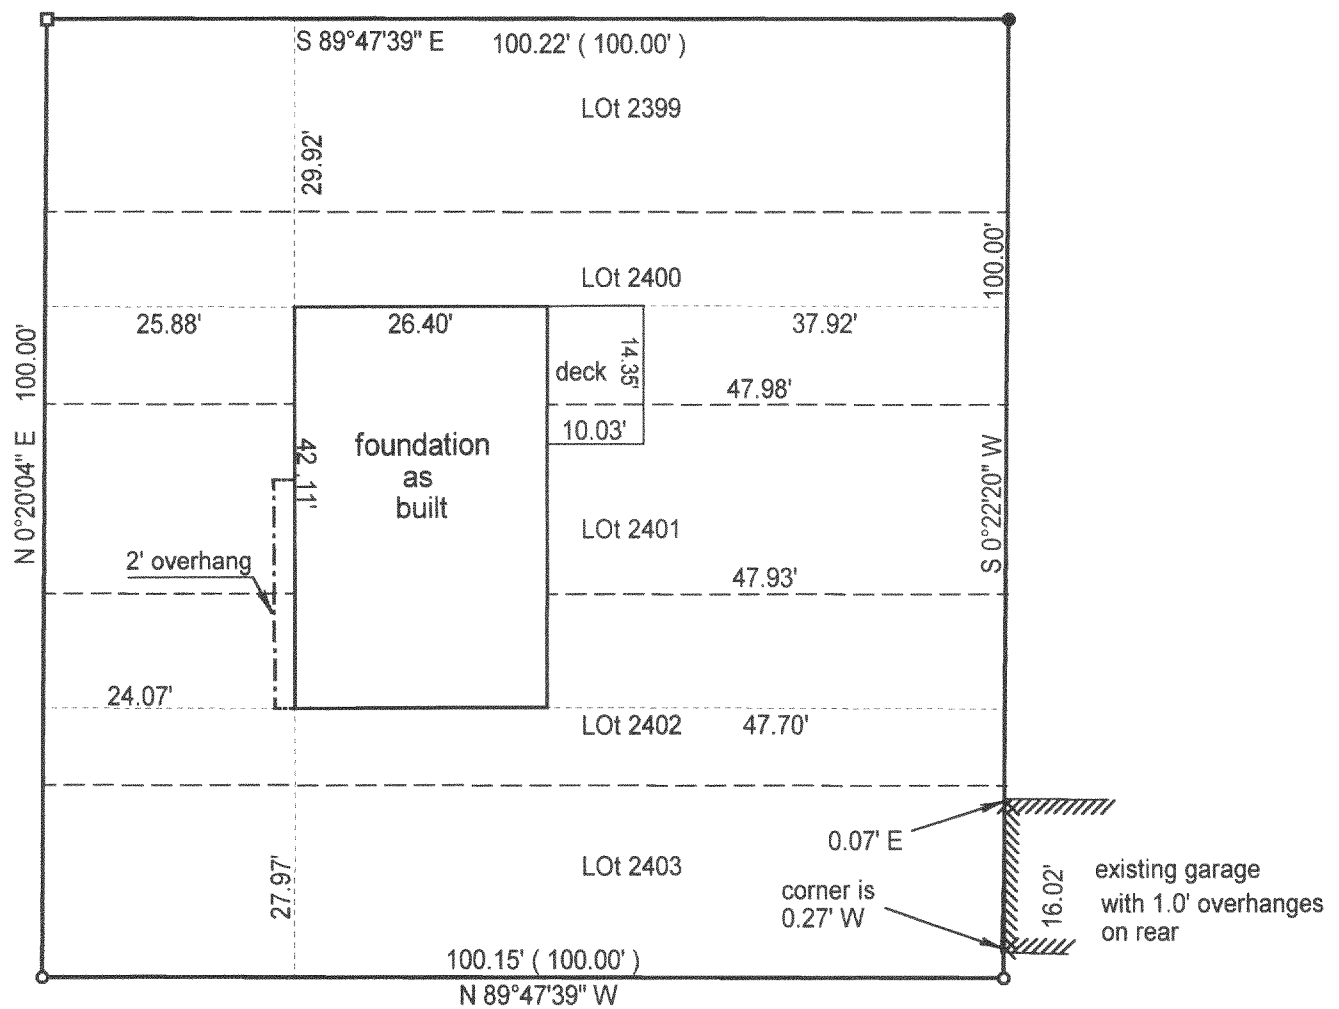 S 89°47'39" E 100.22' ( 100.00' )
LOt 2399
29.92'
100.00'
LOt 2400
25.88'
26.40'
37.92'
N 0°20'04" E 100.00'
deck
14.35'
47.98'
10.03'
42.11'
foundation
as
built
S 0°22'20" W
LOt 2401
2' overhang
47.93'
24.07'
LOt 2402
47.70'
0.07' E
27.97'
LOt 2403
corner is
0.27' W
16.02'
existing garage
with 1.0' overhanges
on rear
100.15' ( 100.00' )
N 89°47'39" W